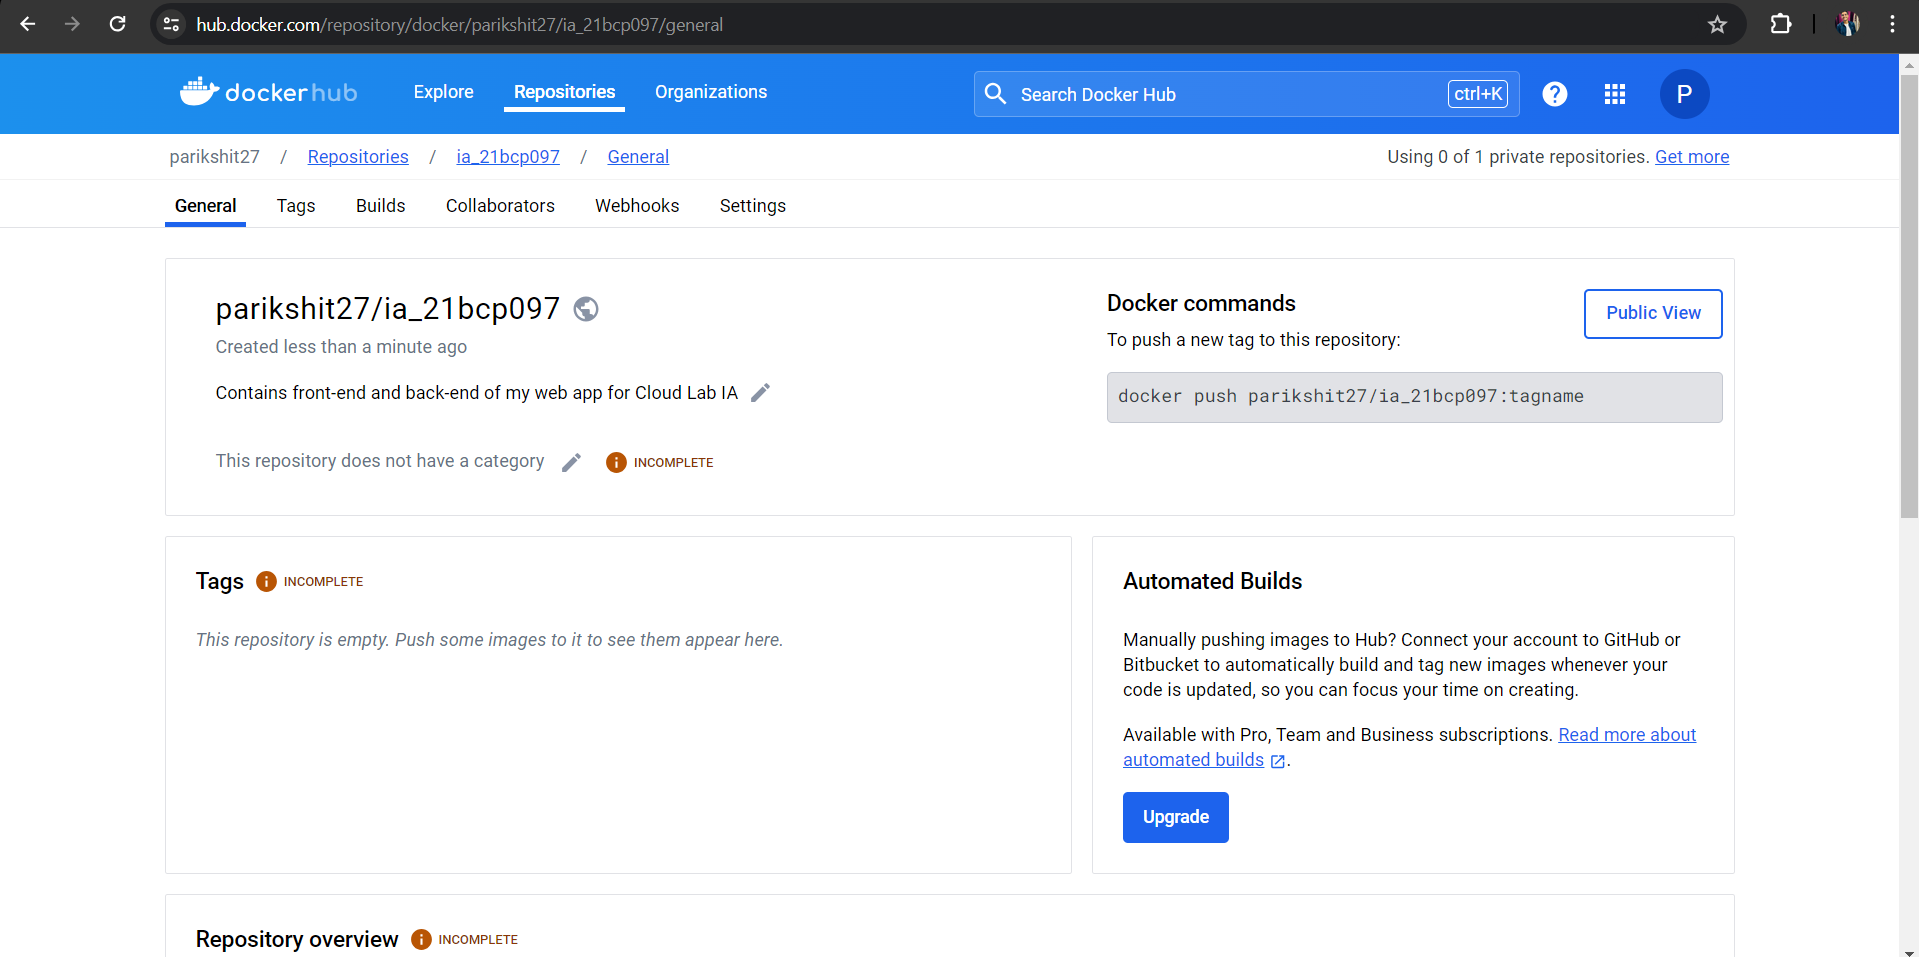 hub.docker.com/repository/docker/parikshit27/ia_21bcp097/general
dockerhub Explore Repositories Organizations Search Docker Hub ctrl+K ? P
parikshit27 / Repositories / ia_21bcp097 / General Using 0 of 1 private repositories. Get more
General Tags Builds Collaborators Webhooks Settings
parikshit27/ia_21bcp097
Created less than a minute ago
Contains front-end and back-end of my web app for Cloud Lab IA
This repository does not have a category INCOMPLETE
Docker commands
Public View
To push a new tag to this repository:
docker push parikshit27/ia_21bcp097:tagname
Tags INCOMPLETE
This repository is empty. Push some images to it to see them appear here.
Automated Builds
Manually pushing images to Hub? Connect your account to GitHub or
Bitbucket to automatically build and tag new images whenever your
code is updated, so you can focus your time on creating.
Available with Pro, Team and Business subscriptions. Read more about
automated builds .
Upgrade
Repository overview INCOMPLETE